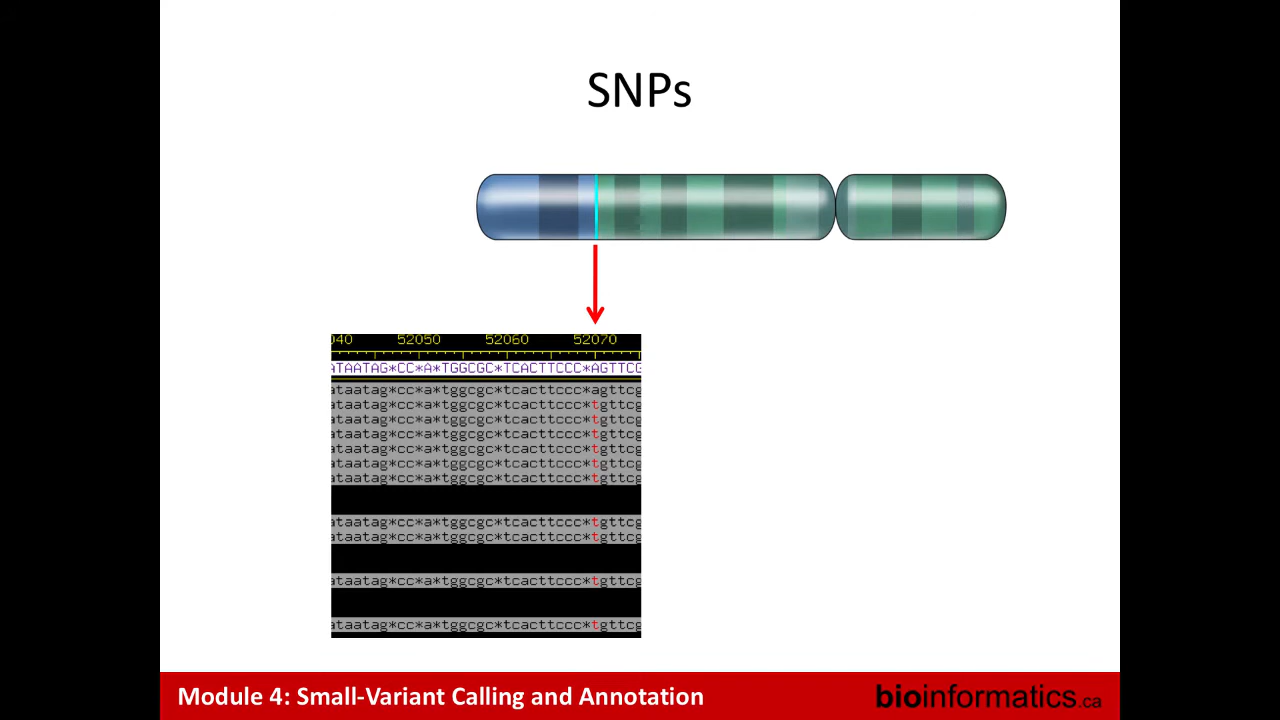 SNPs
040 52050 52060 52070
ATAATAG*CC*A*TGGCGC*TCACTTCCC*AGTTCG
ataatag*cc*a*tggcgc*tcacttccc*agttcg
ataatag*cc*a*tggcgc*tcacttccc*tgttcg
ataatag*cc*a*tggcgc*tcacttccc*tgttcg
ataatag*cc*a*tggcgc*tcacttccc*tgttcg
ataatag*cc*a*tggcgc*tcacttccc*tgttcg
ataatag*cc*a*tggcgc*tcacttccc*tgttcg
ataatag*cc*a*tggcgc*tcacttccc*tgttcg
ataatag*cc*a*tggcgc*tcacttccc*tgttcg
ataatag*cc*a*tggcgc*tcacttccc*tgttcg
ataatag*cc*a*tggcgc*tcacttccc*tgttcg
ataatag*cc*a*tggcgc*tcacttccc*tgttcg
Module 4: Small-Variant Calling and Annotation
bioinformatics.ca